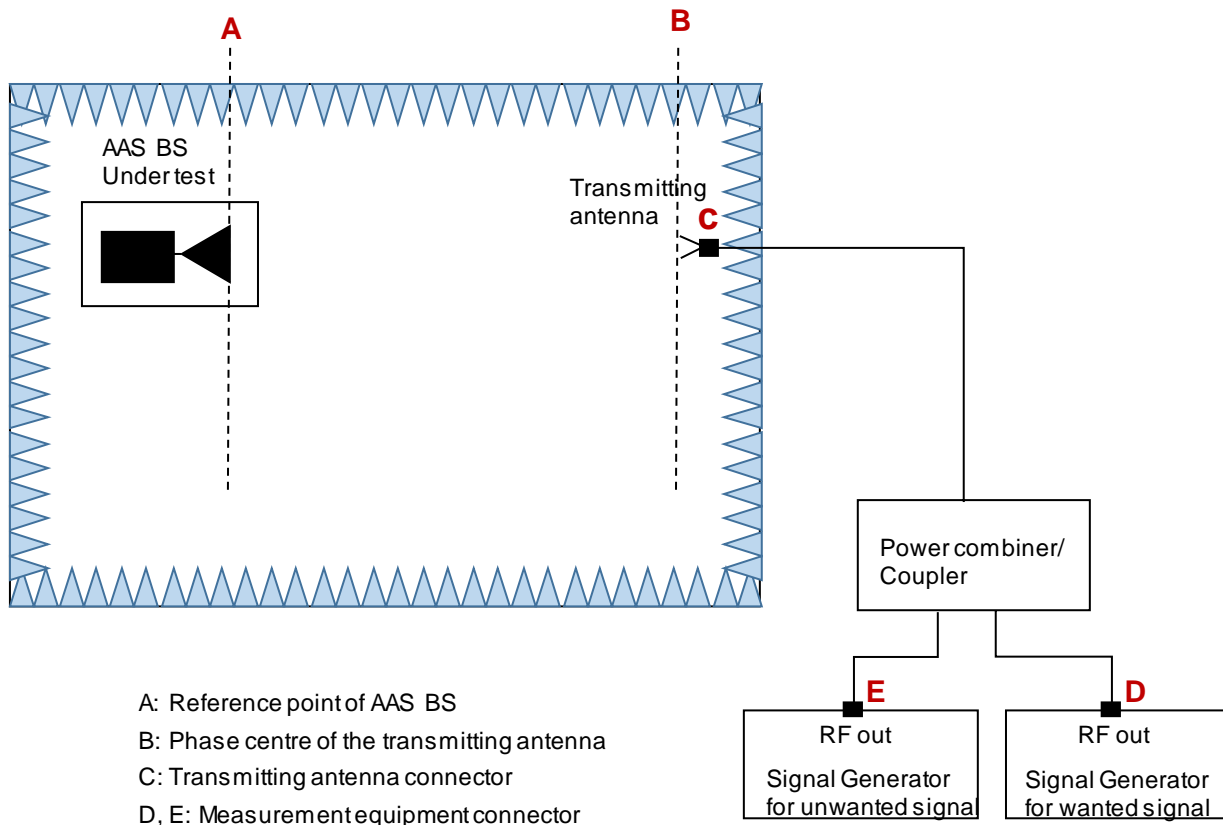 A
B
AAS BS
Under test
Transmitting
antenna
C
Power combiner/
Coupler
E
D
RF out
RF out
Signal Generator
for unwanted signal
Signal Generator
for wanted signal
A: Reference point of AAS BS
B: Phase centre of the transmitting antenna
C: Transmitting antenna connector
D, E: Measurement equipment connector